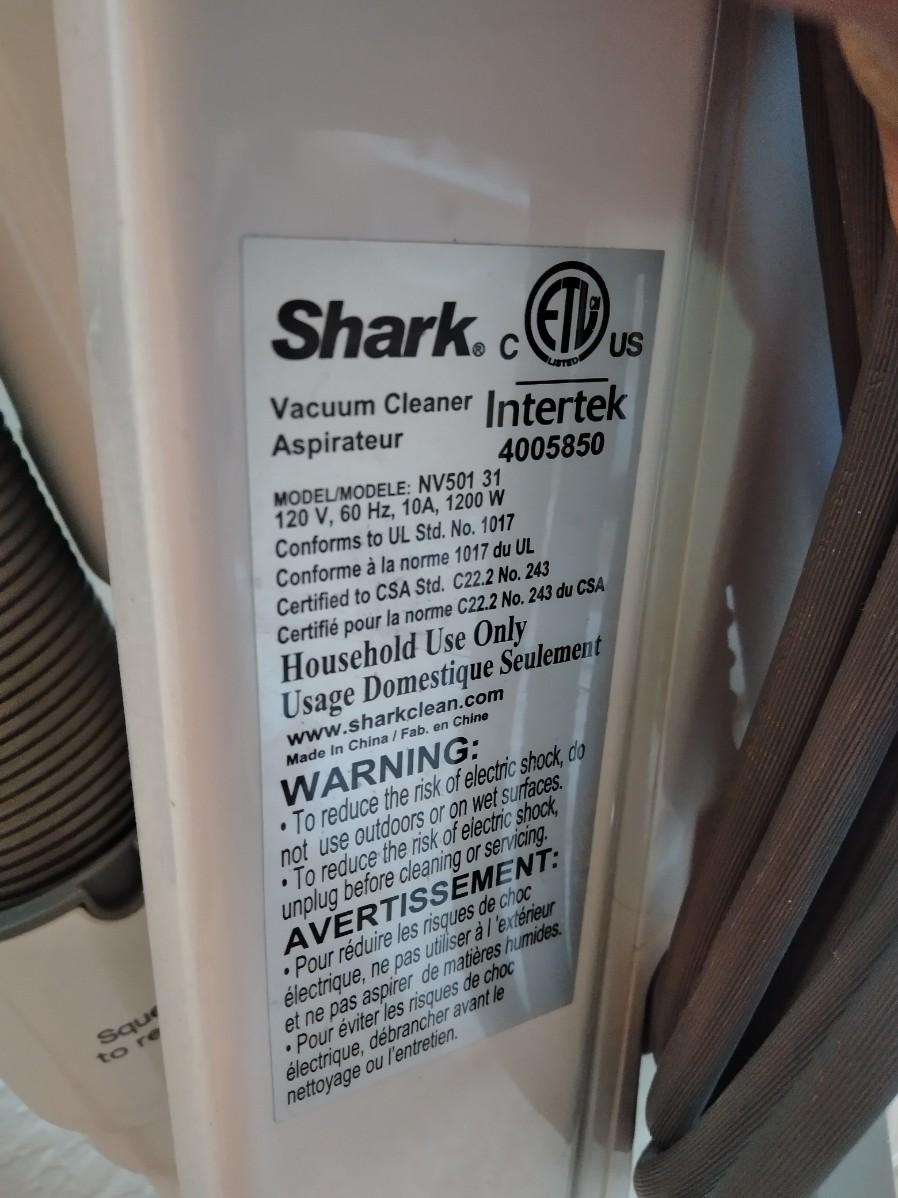 Shark® C ETL CM LISTED US
Vacuum Cleaner Intertek
Aspirateur 4005850
MODEL/MODELE: NV501 31
120 V, 60 Hz, 10A, 1200 W
Conforms to UL Std. No. 1017
Conforme à la norme 1017 du UL
Certified to CSA Std. C22.2 No. 243
Certifié pour la norme C22.2 No. 243 du CSA
Household Use Only
Usage Domestique Seulement
www.sharkclean.com
Made In China / Fab. en Chine
WARNING:
• To reduce the risk of electric shock, do
not use outdoors or on wet surfaces.
• To reduce the risk of electric shock,
unplug before cleaning or servicing.
AVERTISSEMENT:
• Pour réduire les risques de choc
électrique, ne pas utiliser à l'extérieur
et ne pas aspirer de matières humides.
• Pour éviter les risques de choc
électrique, débrancher avant le
nettoyage ou l'entretien.
to